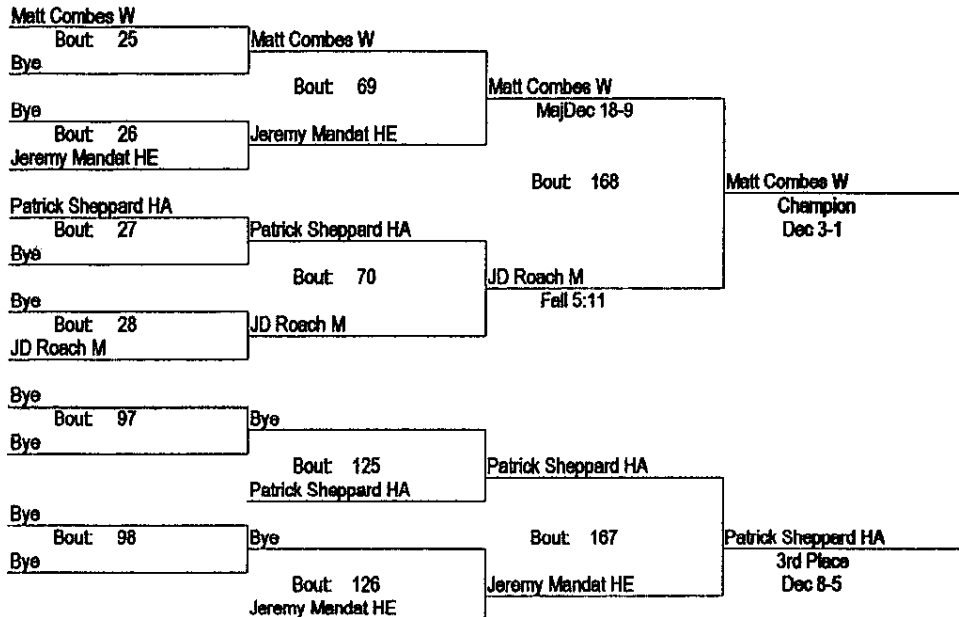 Matt Combes W
Bout: 25
Bye
Matt Combes W
Bout: 69
Bye
Bout: 26
Jeremy Mandat HE
Jeremy Mandat HE
Matt Combes W
MajDec 18-9
Bout: 168
Patrick Sheppard HA
Bout: 27
Bye
Patrick Sheppard HA
Bout: 70
Bye
Bout: 28
JD Roach M
JD Roach M
JD Roach M
Fall 5:11
Matt Combes W
Champion
Dec 3-1
Bye
Bout: 97
Bye
Bye
Bout: 125
Patrick Sheppard HA
Patrick Sheppard HA
Bye
Bout: 98
Bye
Bye
Bout: 126
Jeremy Mandat HE
Bout: 167
Jeremy Mandat HE
Patrick Sheppard HA
3rd Place
Dec 8-5